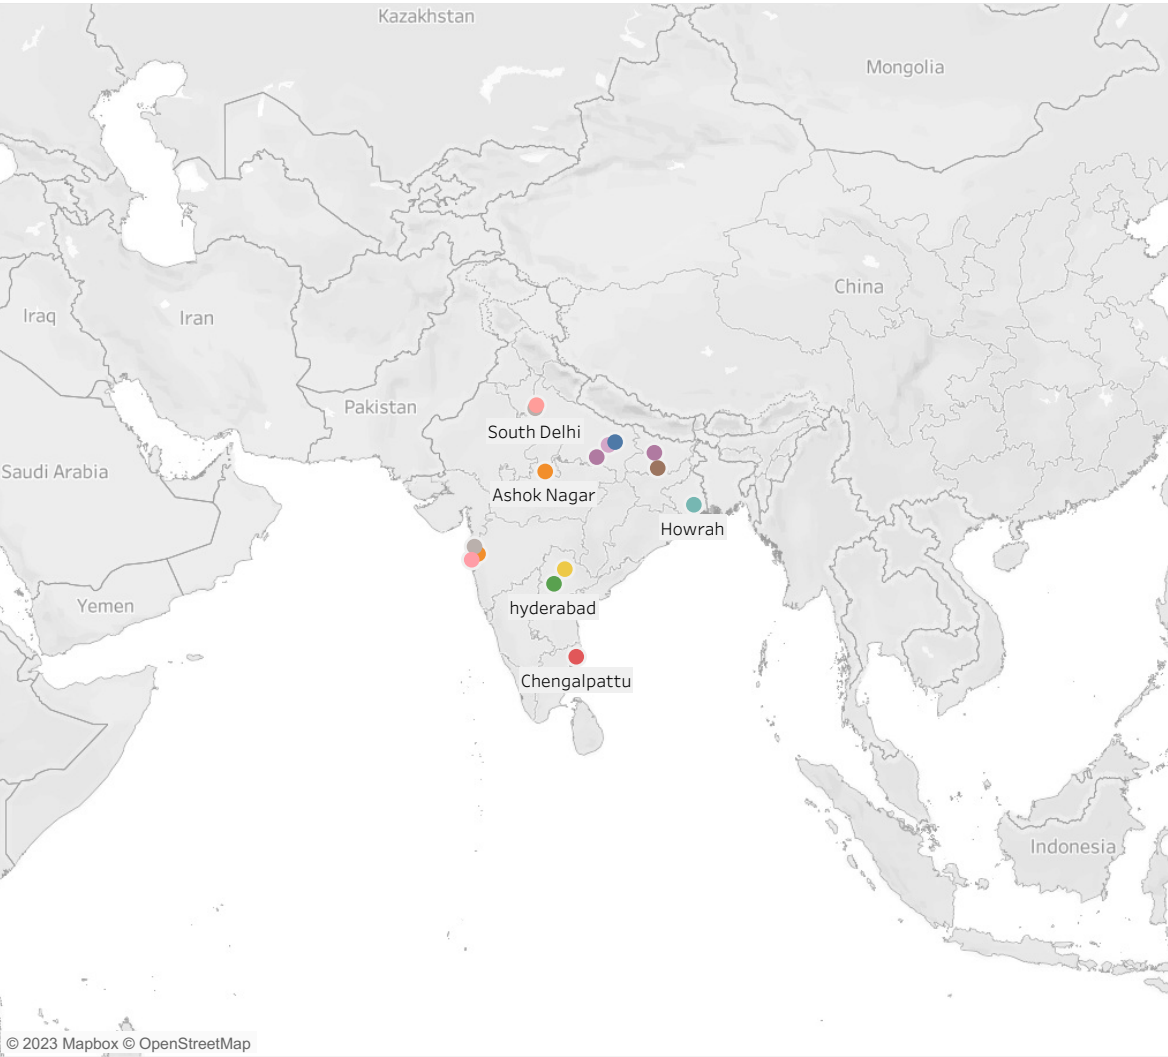 Kazakhstan
Mongolia
China
Iraq
Iran
Pakistan
South Delhi
Saudi Arabia
Ashok Nagar
Howrah
Yemen
hyderabad
Chengalpattu
Indonesia
© 2023 Mapbox © OpenStreetMap